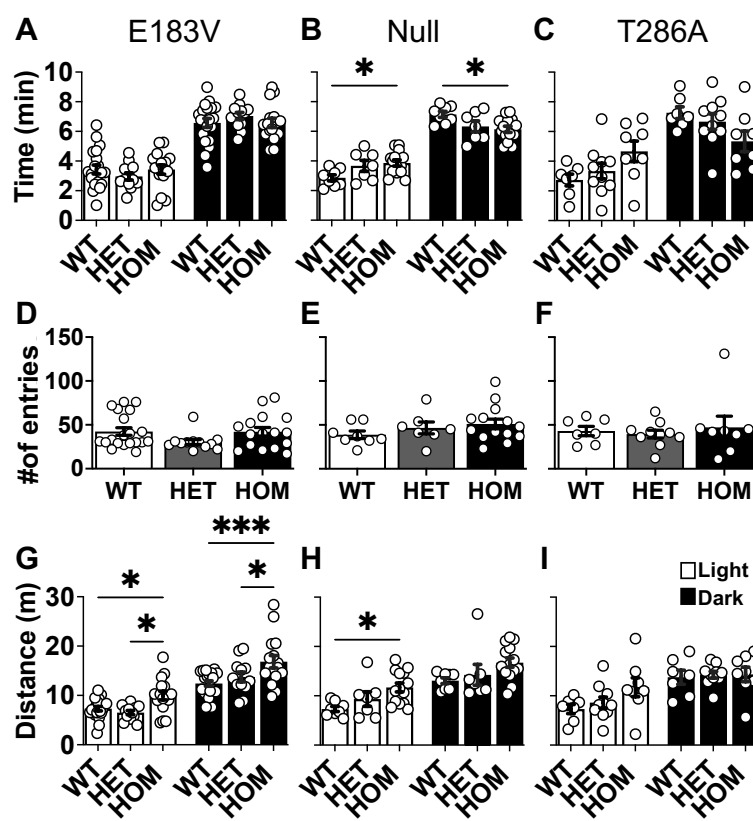 A E183V B Null C T286A
Time (min)
10
8
6
4
2
0
* *
WT HET HOM WT HET HOM WT HET HOM WT HET HOM WT HET HOM WT HET HOM
D E F
#of entries
150
100
50
0
WT HET HOM WT HET HOM WT HET HOM
G H I
***
* *
*
*
Light
Dark
Distance (m)
30
20
10
0
WT HET HOM WT HET HOM WT HET HOM WT HET HOM WT HET HOM WT HET HOM